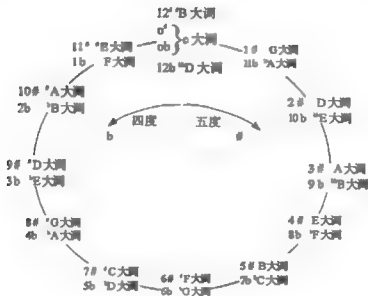 12# #B大调
0#
0b
C大调
12b bbD大调
11# #E大调
1b F大调
1# G大调
11b bbA大调
10# #A大调
2b bB大调
2# D大调
10b bbE大调
四度 五度
b #
9# #D大调
3b bE大调
3# A大调
9b bbB大调
8# #G大调
4b bA大调
4# E大调
8b bF大调
7# #C大调
5b bD大调
6# #F大调
6b bG大调
5# B大调
7b bC大调